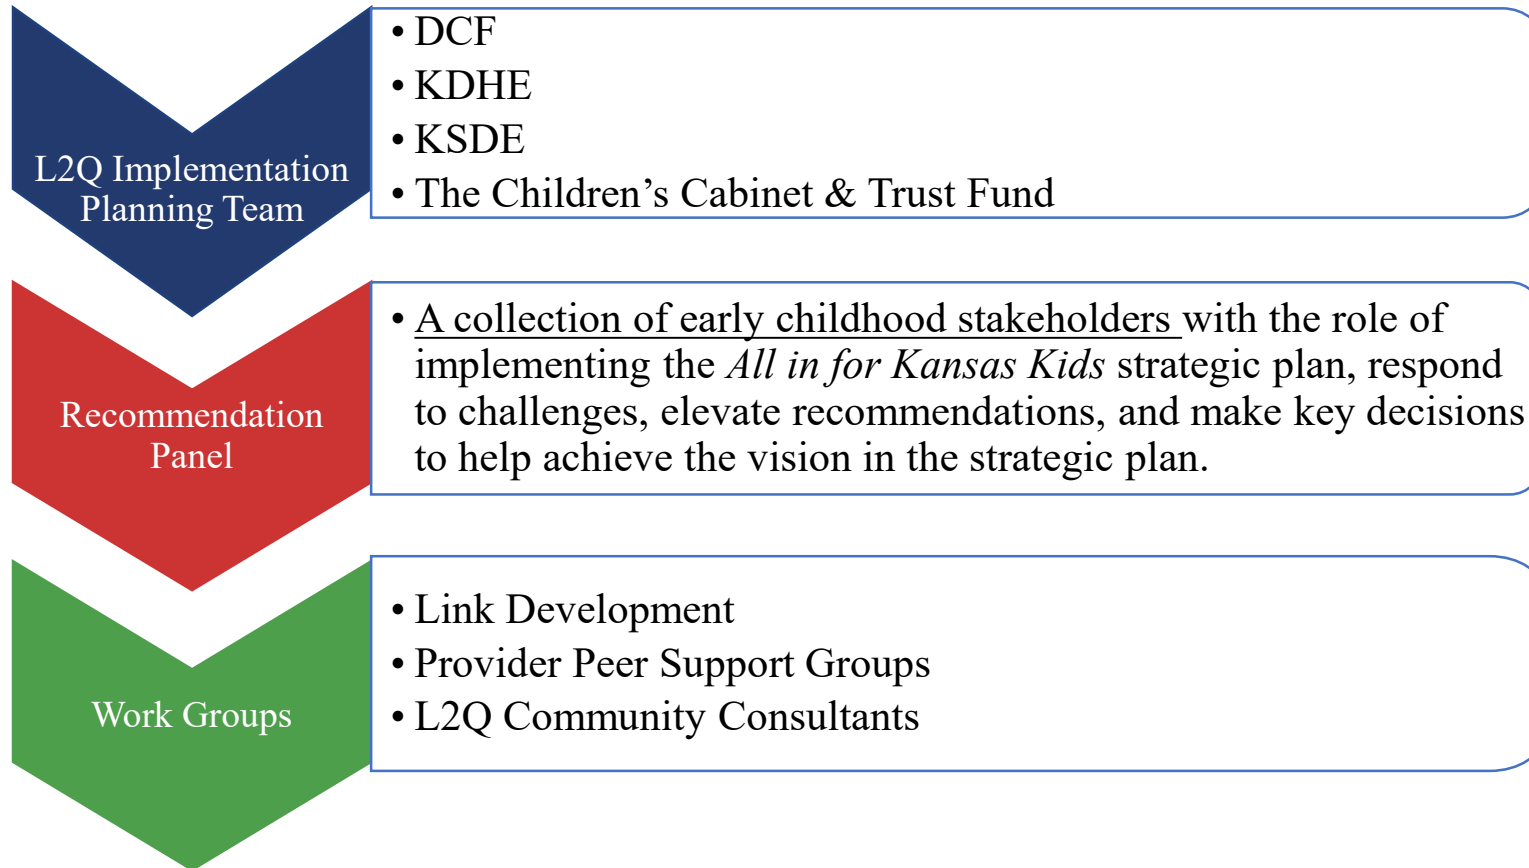 L2Q Implementation
Planning Team
• DCF
• KDHE
• KSDE
• The Children’s Cabinet & Trust Fund
Recommendation
Panel
• A collection of early childhood stakeholders with the role of
implementing the All in for Kansas Kids strategic plan, respond
to challenges, elevate recommendations, and make key decisions
to help achieve the vision in the strategic plan.
Work Groups
• Link Development
• Provider Peer Support Groups
• L2Q Community Consultants